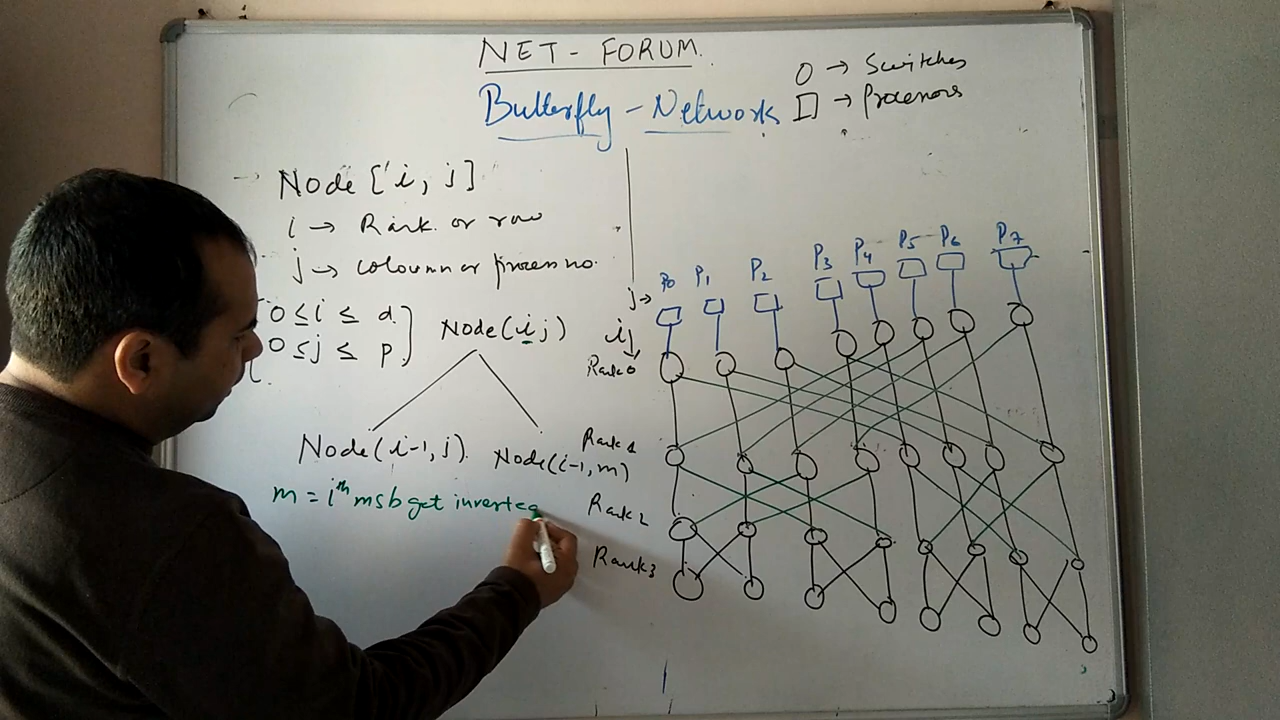 NET - FORUM.
Butterfly - Network
O → Switches
□ → Processors
Node [i, j]
i → Rank or row
j → coloumn or process no.
0 ≤ i ≤ d
0 ≤ j ≤ p
Node(i j)
Node(i-1, j)
Node(i-1, m)
m = i^th msb get inverted
P0 P1 P2 P3 P4 P5 P6 P7
j →
i ↓
Rank 0
Rank 1
Rank 2
Rank 3